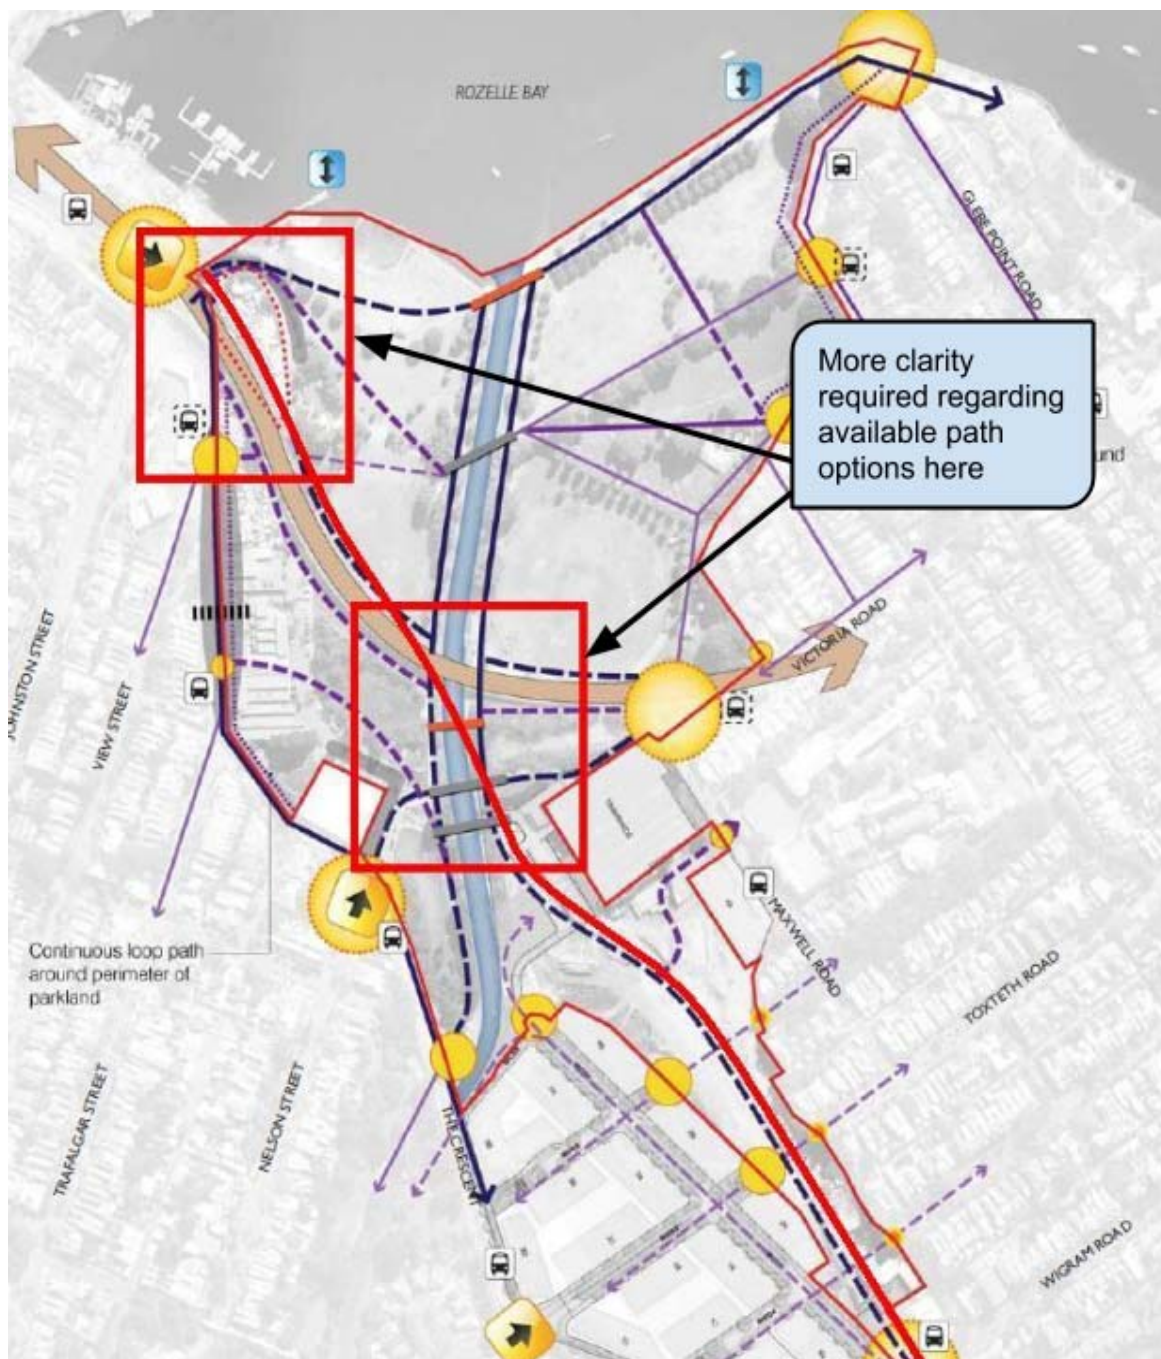 ROZELLE BAY
GLEBE POINT ROAD
More clarity
required regarding
available path
options here
und
VICTORIA ROAD
JOHNSTON STREET
VIEW STREET
MAXWELL ROAD
TOXTETH ROAD
Continuous loop path
around perimeter of
parkland
TRAFALGAR STREET
NELSON STREET
THE CRESCENT
WIGRAM ROAD